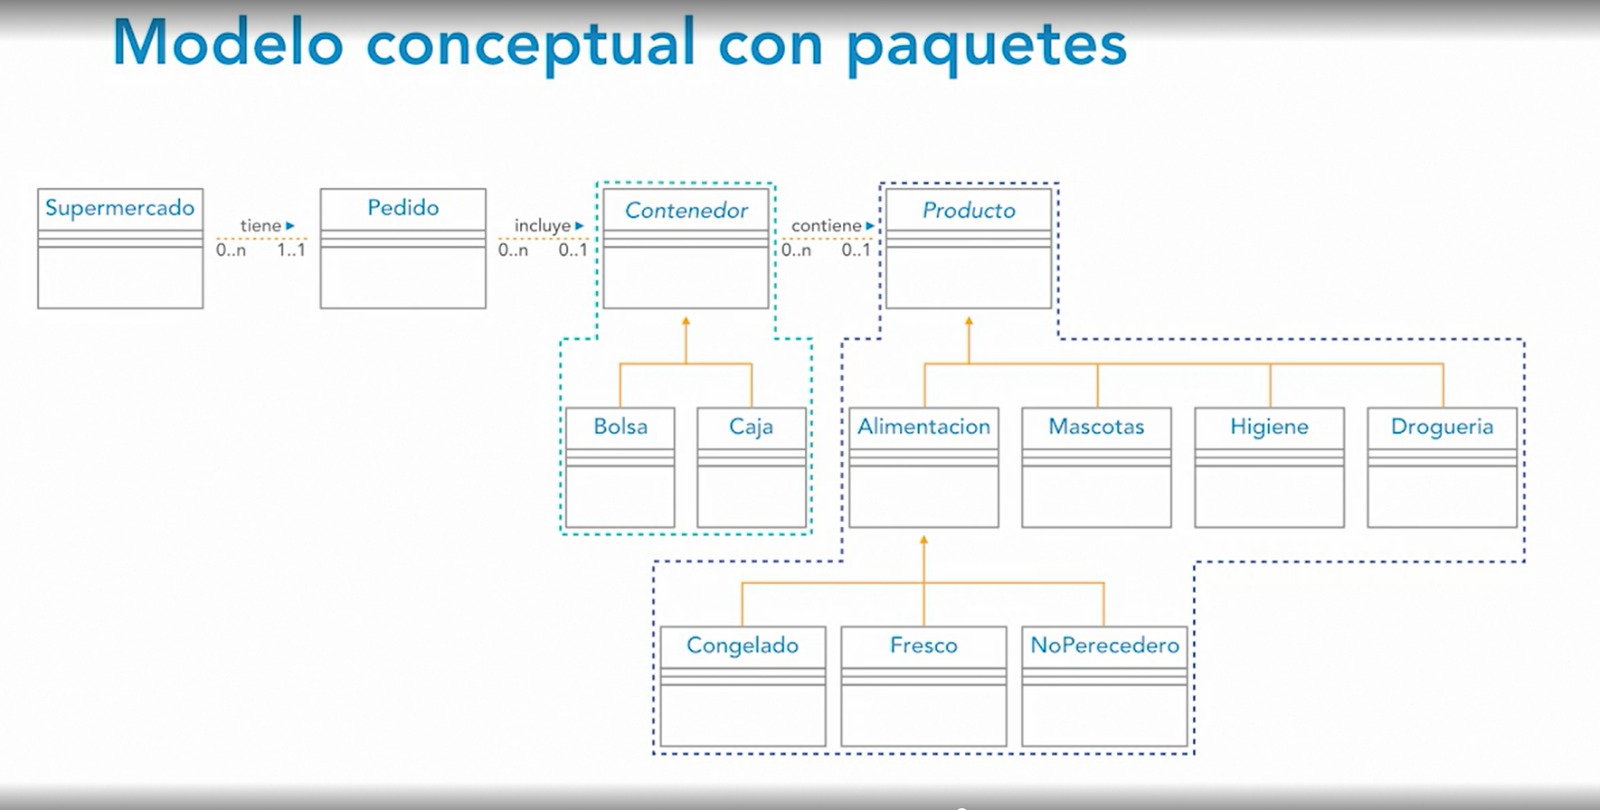 Modelo conceptual con paquetes
Supermercado
tiene
0..n 1..1
Pedido
incluye
0..n 0..1
Contenedor
contiene
0..n 0..1
Producto
Bolsa
Caja
Alimentacion
Mascotas
Higiene
Drogueria
Congelado
Fresco
NoPerecedero